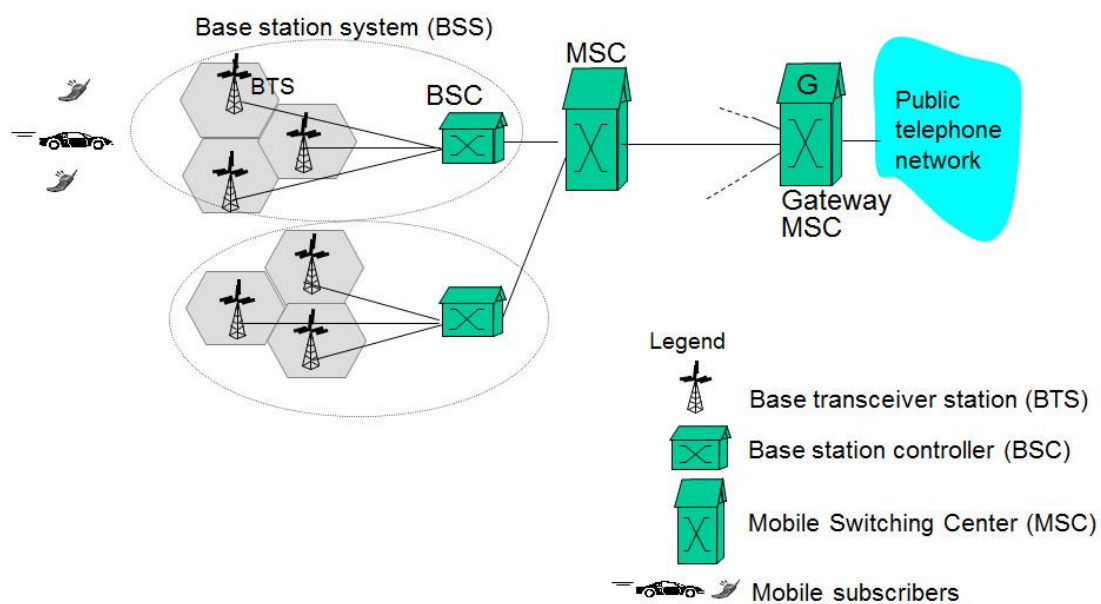 Base station system (BSS)
MSC
BTS
BSC
G
Public
telephone
network
Gateway
MSC
Legend
Base transceiver station (BTS)
Base station controller (BSC)
Mobile Switching Center (MSC)
Mobile subscribers